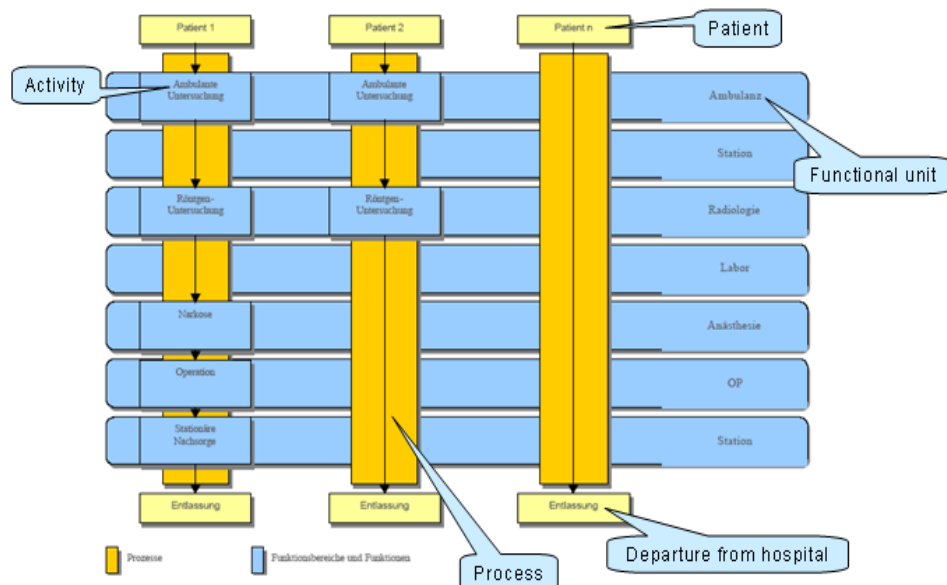 Patient 1
Patient 2
Patient n
Patient
Activity
Ambulante
Untersuchung
Ambulante
Untersuchung
Ambulanz
Station
Functional unit
Röntgen-
Untersuchung
Röntgen-
Untersuchung
Radiologie
Labor
Narkose
Anästhesie
Operation
OP
Stationäre
Nachsorge
Station
Entlassung
Entlassung
Entlassung
Prozesse
Funktionsbereiche und Funktionen
Process
Departure from hospital